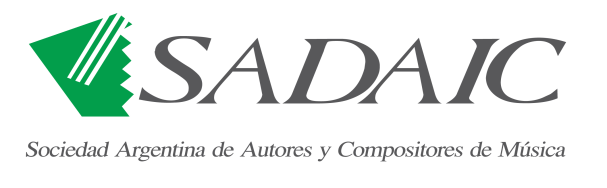 SADAIC
Sociedad Argentina de Autores y Compositores de Música